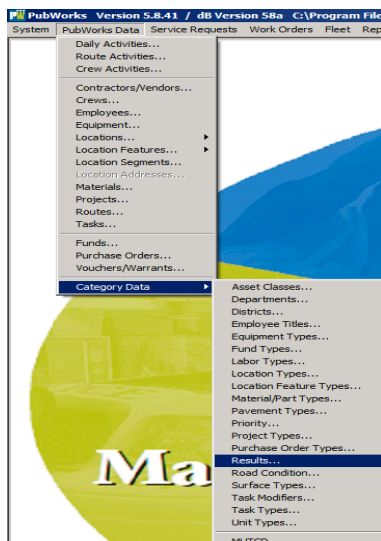 PubWorks Version 5.8.41 / dB Version 58a C:\Program File
System PubWorks Data Service Requests Work Orders Fleet Rep
Daily Activities...
Route Activities...
Crew Activities...
Contractors/Vendors...
Crews...
Employees...
Equipment...
Locations...
Location Features...
Location Segments...
Location Addresses...
Materials...
Projects...
Routes...
Tasks...
Funds...
Purchase Orders...
Vouchers/Warrants...
Category Data
Asset Classes...
Departments...
Districts...
Employee Titles...
Equipment Types...
Fund Types...
Labor Types...
Location Types...
Location Feature Types...
Material/Part Types...
Pavement Types...
Priority...
Project Types...
Purchase Order Types...
Results...
Road Condition...
Surface Types...
Task Modifiers...
Task Types...
Unit Types...
MUTCD
Ma